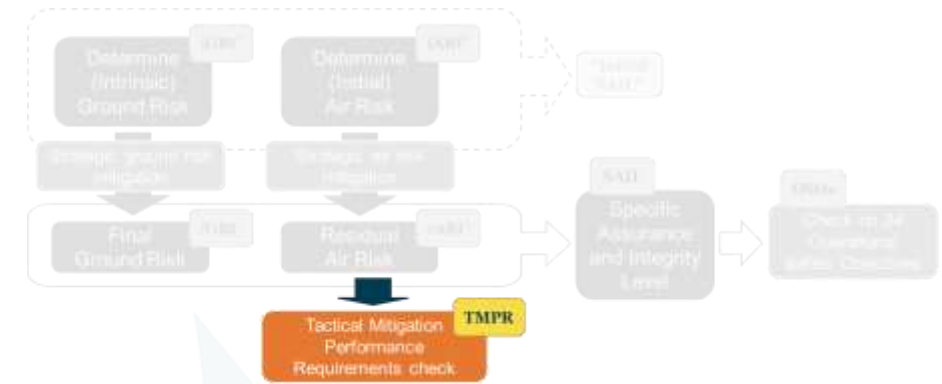 Determine
(Intrinsic)
Ground Risk
Determine
(Initial)
Air Risk
Strategic ground risk
mitigation
Strategic air risk
mitigation
Final
Ground Risk
Residual
Air Risk
SAIL
Specific
Assurance
and Integrity
Level
OSOs
Check on 24
Operational
Safety Objectives
TMPR
Tactical Mitigation
Performance
Requirements check